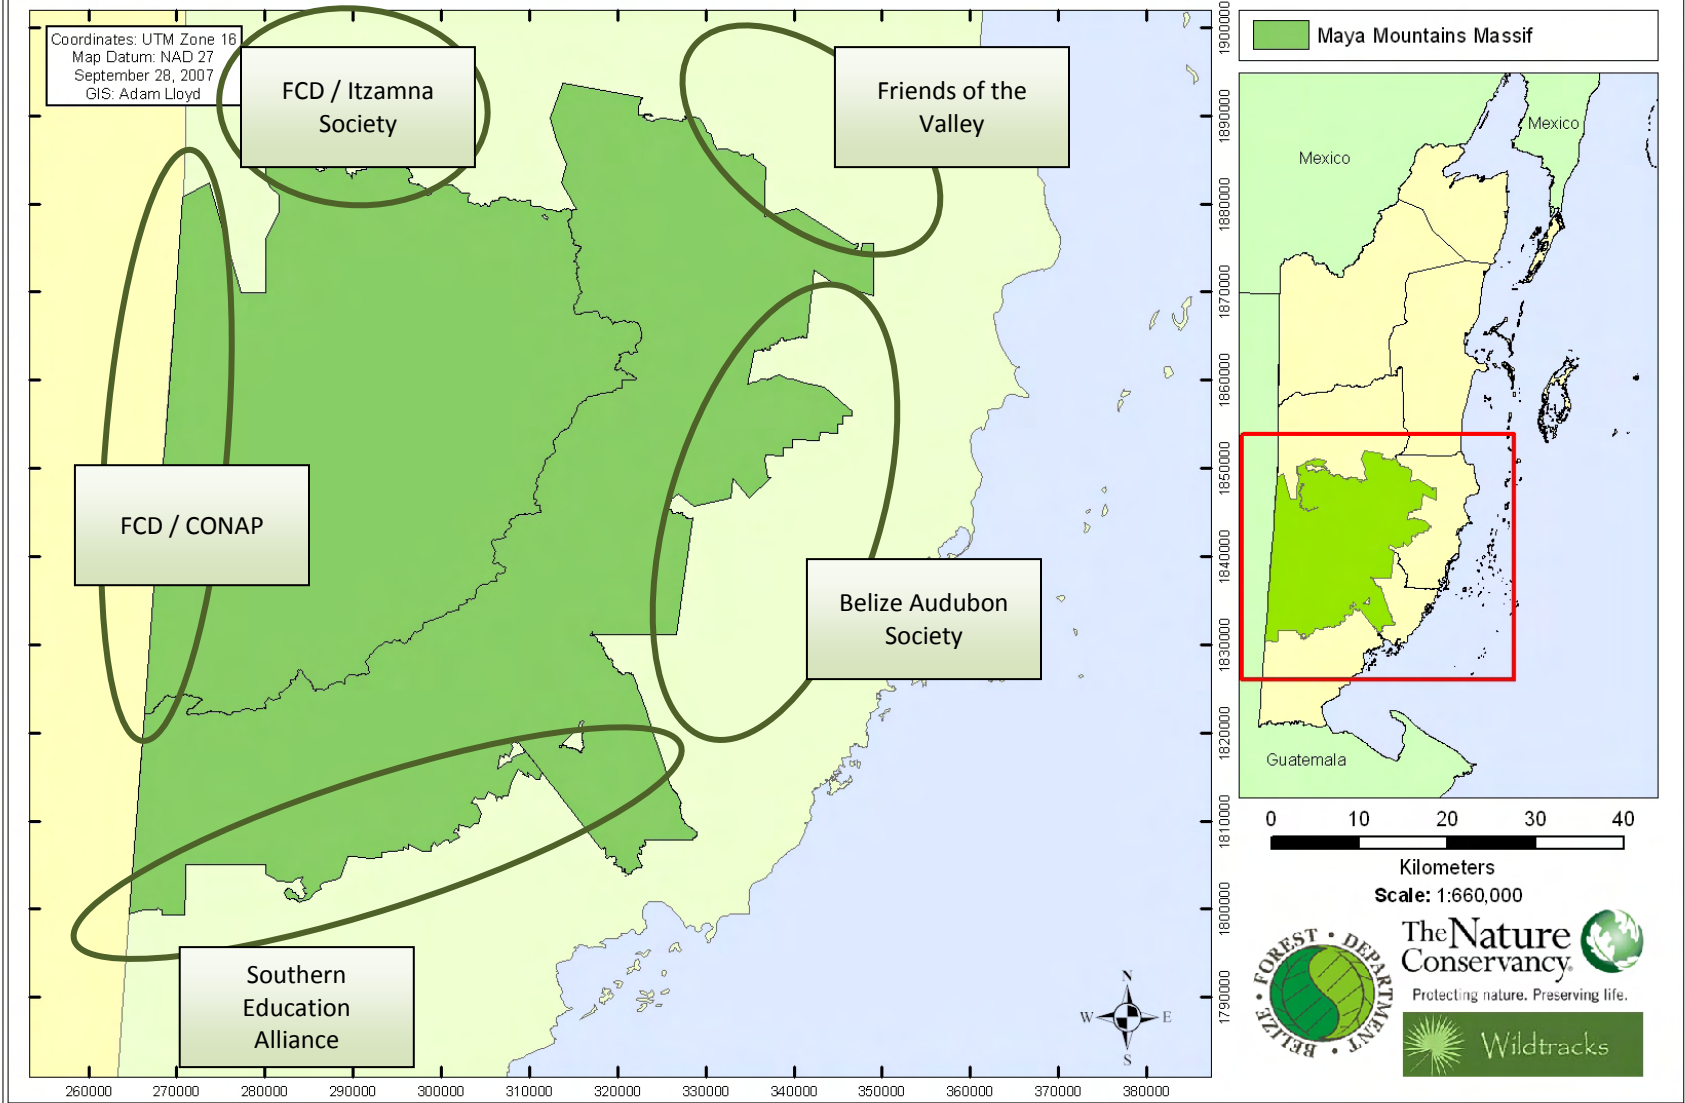 Coordinates: UTM Zone 16
Map Datum: NAD 27
September 28, 2007
GIS: Adam Lloyd
FCD / Itzamna
Society
Friends of the
Valley
FCD / CONAP
Belize Audubon
Society
Southern
Education
Alliance
N
W
E
S
260000
270000
280000
290000
300000
310000
320000
330000
340000
350000
360000
370000
380000
1900000
1890000
1880000
1870000
1860000
1850000
1840000
1830000
1820000
1810000
1800000
1790000
Maya Mountains Massif
Mexico
Mexico
Guatemala
0 10 20 30 40
Kilometers
Scale: 1:660,000
BELIZE • FOREST • DEPARTMENT •
The Nature
Conservancy.
Protecting nature. Preserving life.
Wildtracks